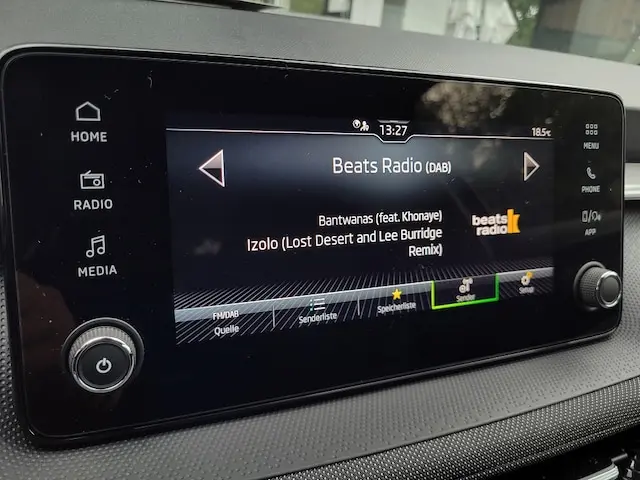 HOME
RADIO
MEDIA
13:27
18.5°C
Beats Radio (DAB)
Bantwanas (feat. Khonaye)
Izolo (Lost Desert and Lee Burridge
Remix)
beats
radio
FM/DAB
Quelle
Senderliste
Speicherliste
Sender
Setup
MENU
PHONE
APP